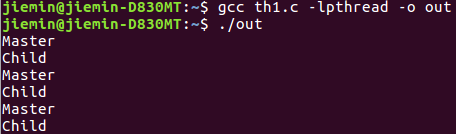 jiemin@jiemin-D830MT:~$ gcc th1.c -lpthread -o out
jiemin@jiemin-D830MT:~$ ./out
Master
Child
Master
Child
Master
Child